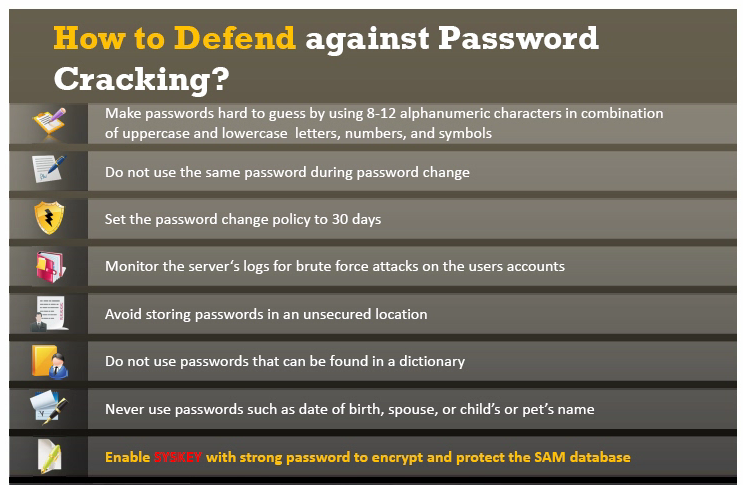 How to Defend against Password
Cracking?
Make passwords hard to guess by using 8-12 alphanumeric characters in combination
of uppercase and lowercase letters, numbers, and symbols
Do not use the same password during password change
Set the password change policy to 30 days
Monitor the server‘s logs for brute force attacks on the users accounts
Avoid storing passwords in an unsecured location
Do not use passwords that can be found in a dictionary
Never use passwords such as date of birth, spouse, or child’s or pet’s name
Enable SYSKEY with strong password to encrypt and protect the SAM database